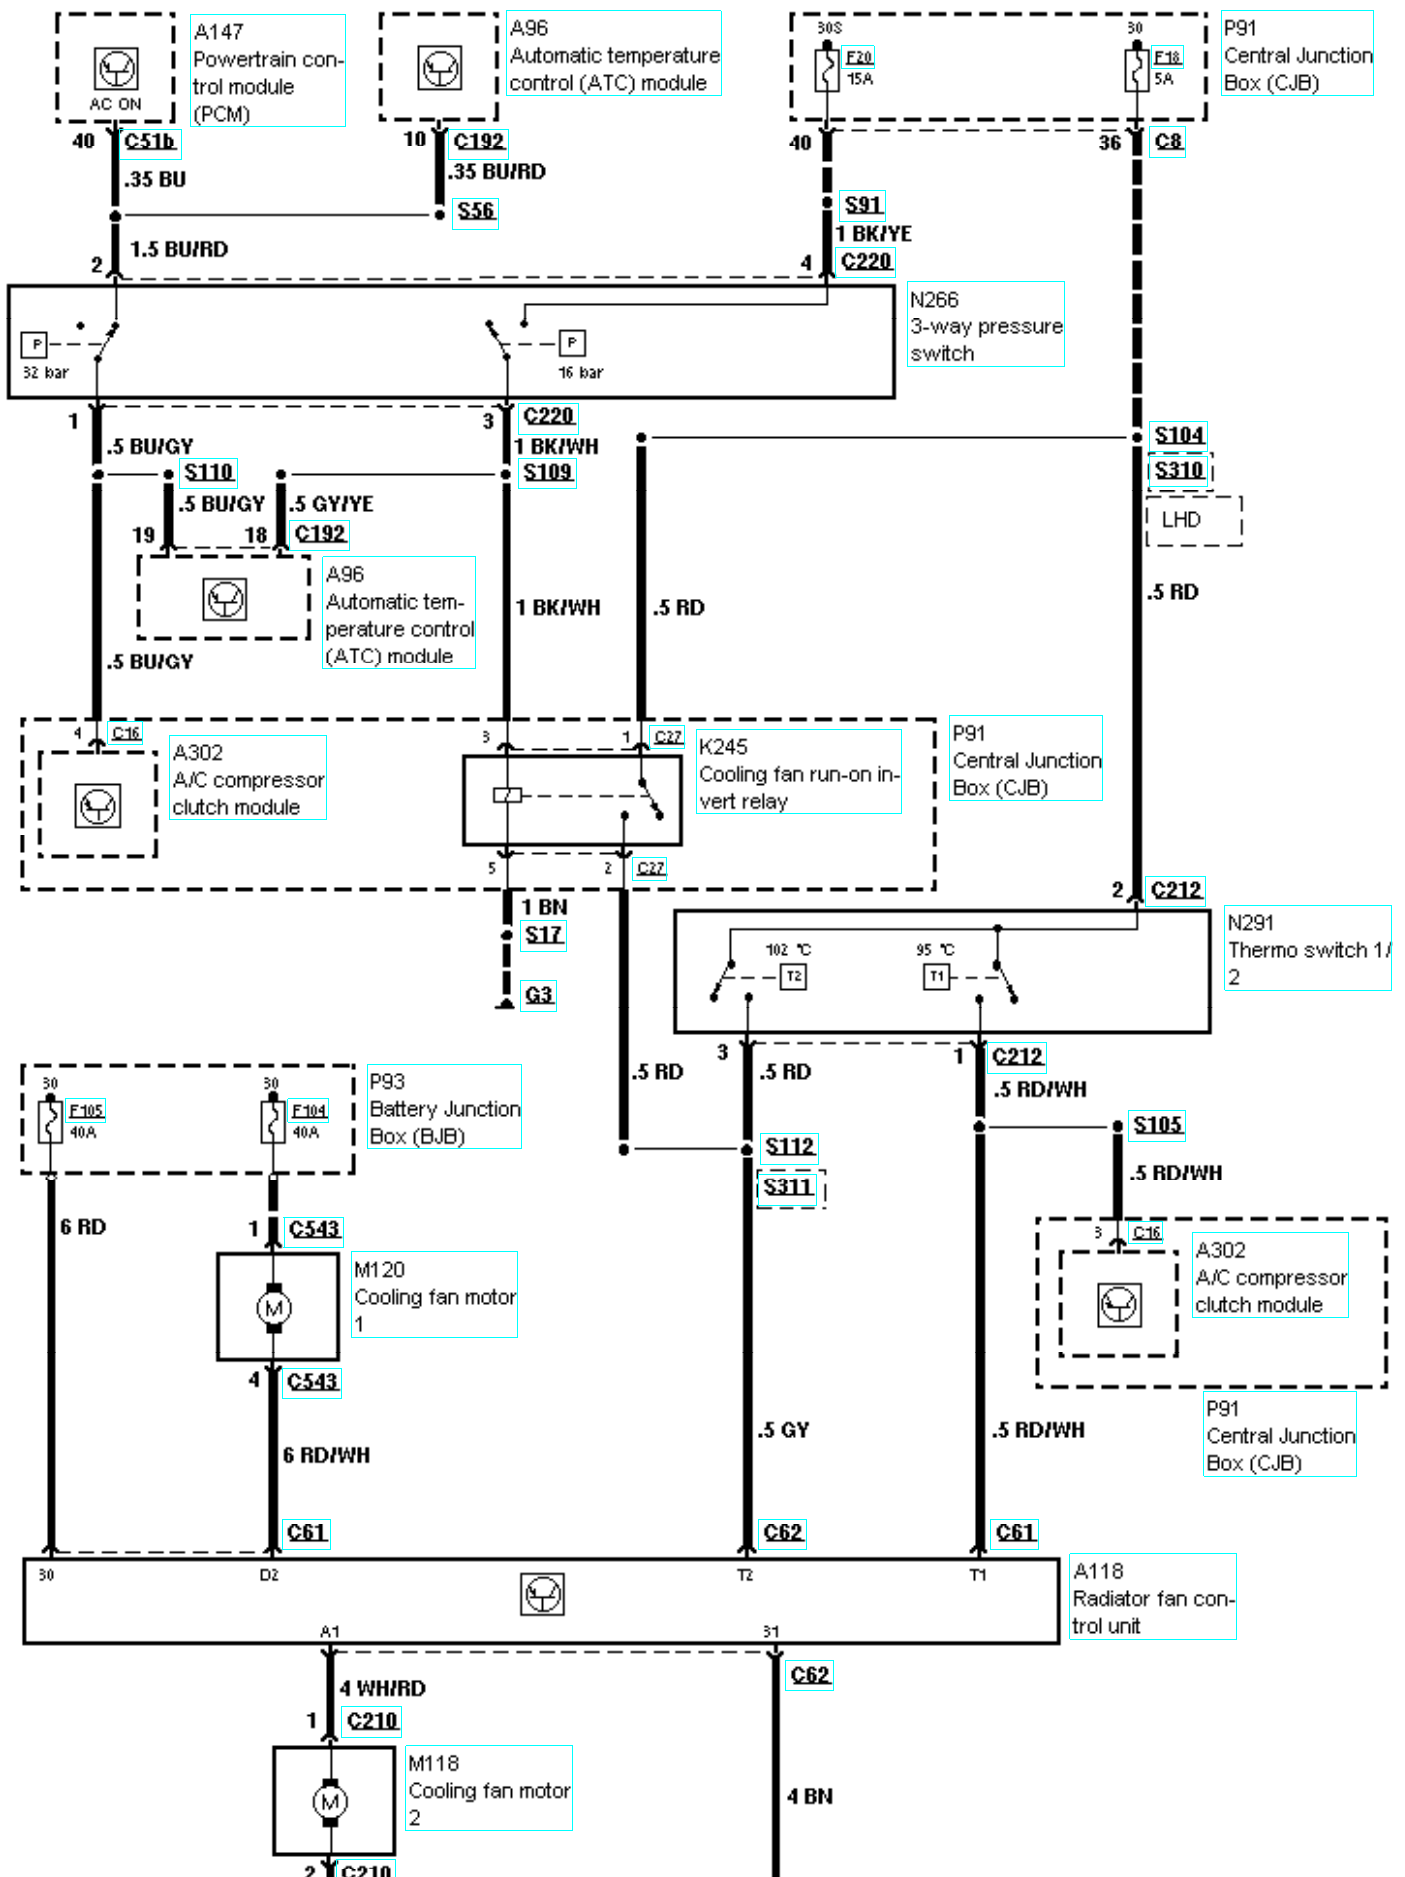 A147
Powertrain con-
trol module
(PCM)
AC ON
A96
Automatic temperature
control (ATC) module
30S
F20
15A
30
F18
5A
P91
Central Junction
Box (CJB)
40
C51b
10
C192
40
36
C8
.35 BU
.35 BU/RD
S56
S91
1 BK/YE
1.5 BU/RD
2
4
C220
N266
3-way pressure
switch
P
32 bar
P
16 bar
1
3
C220
.5 BU/GY
1 BK/WH
S104
S110
S109
S310
.5 BU/GY
.5 GY/YE
LHD
19
18
C192
A96
Automatic tem-
perature control
(ATC) module
.5 RD
1 BK/WH
.5 RD
.5 BU/GY
4
C16
A302
A/C compressor
clutch module
3
1
C27
K245
Cooling fan run-on in-
vert relay
P91
Central Junction
Box (CJB)
5
2
C27
2
C212
1 BN
S17
G3
N291
Thermo switch 1/
2
102 °C
T2
95 °C
T1
3
1
C212
.5 RD
.5 RD
.5 RD/WH
30
F105
40A
30
F104
40A
P93
Battery Junction
Box (BJB)
S105
S112
S311
.5 RD/WH
6 RD
1
C543
3
C16
A302
A/C compressor
clutch module
M120
Cooling fan motor
1
M
4
C543
P91
Central Junction
Box (CJB)
6 RD/WH
.5 GY
.5 RD/WH
C61
C62
C61
30
D2
T2
T1
A118
Radiator fan con-
trol unit
A1
31
C62
4 WH/RD
1
C210
M118
Cooling fan motor
2
M
4 BN
2
C210